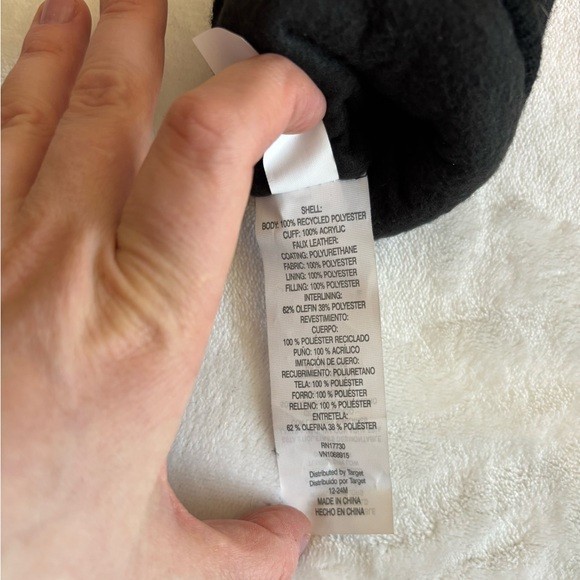 SHELL:
BODY: 100% RECYCLED POLYESTER
CUFF: 100% ACRYLIC
FAUX LEATHER:
COATING: POLYURETHANE
FABRIC: 100% POLYESTER
LINING: 100% POLYESTER
FILLING: 100% POLYESTER
INTERLINING:
62% OLEFIN 38% POLYESTER
REVESTIMIENTO:
CUERPO:
100 % POLIÉSTER RECICLADO
PUÑO: 100 % ACRÍLICO
IMITACIÓN DE CUERO:
RECUBRIMIENTO: POLIURETANO
TELA: 100 % POLIÉSTER
FORRO: 100 % POLIÉSTER
RELLENO: 100 % POLIÉSTER
ENTRETELA:
62 % OLEFINA 38 % POLIÉSTER
RN17730
VN1068915
Distributed by Target
Distribuido por Target
12-24M
MADE IN CHINA
HECHO EN CHINA